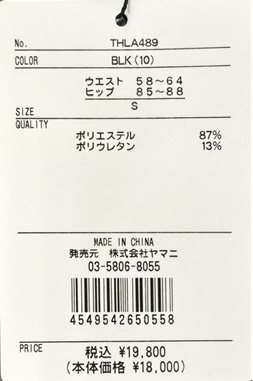 No. THLA489
COLOR BLK(10)
ウエスト 58～64
ヒップ 85～88
SIZE S
QUALITY
ポリエステル 87%
ポリウレタン 13%
MADE IN CHINA
発売元 株式会社ヤマニ
03-5806-8055
4549542650558
PRICE 税込 ¥19,800
(本体価格 ¥18,000)